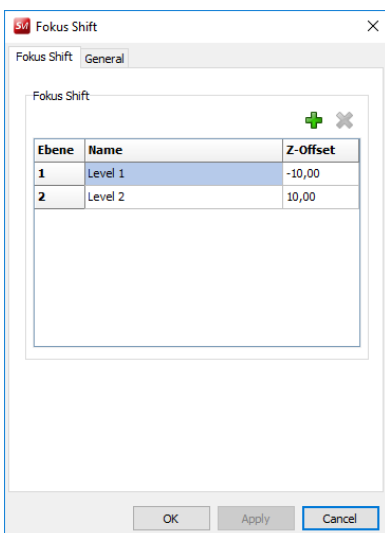 SM Fokus Shift
Fokus Shift General
Fokus Shift
Ebene Name Z-Offset
1 Level 1 -10,00
2 Level 2 10,00
OK Apply Cancel